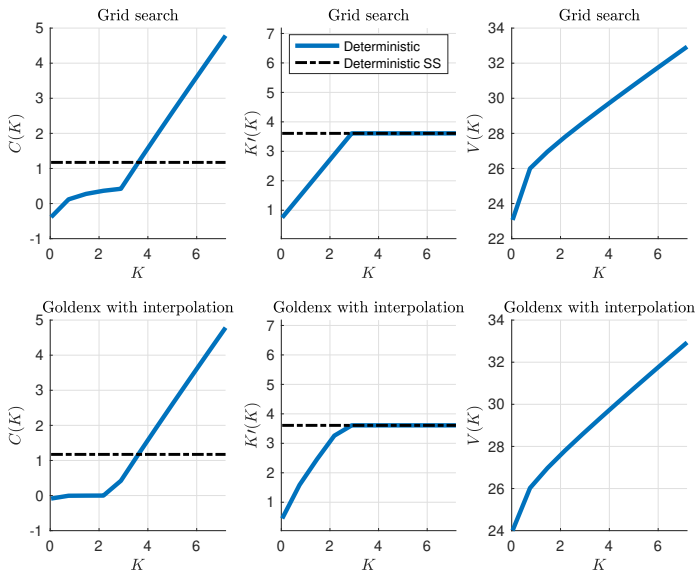 Grid search
5
4
3
2
1
0
-1
C(K)
0 2 4 6
K
Grid search
7
6
5
4
3
2
1
K′(K)
Deterministic
Deterministic SS
0 2 4 6
K
Grid search
34
32
30
28
26
24
22
V(K)
0 2 4 6
K
Goldenx with interpolation
5
4
3
2
1
0
-1
C(K)
0 2 4 6
K
Goldenx with interpolation
7
6
5
4
3
2
1
K′(K)
0 2 4 6
K
Goldenx with interpolation
34
32
30
28
26
24
V(K)
0 2 4 6
K